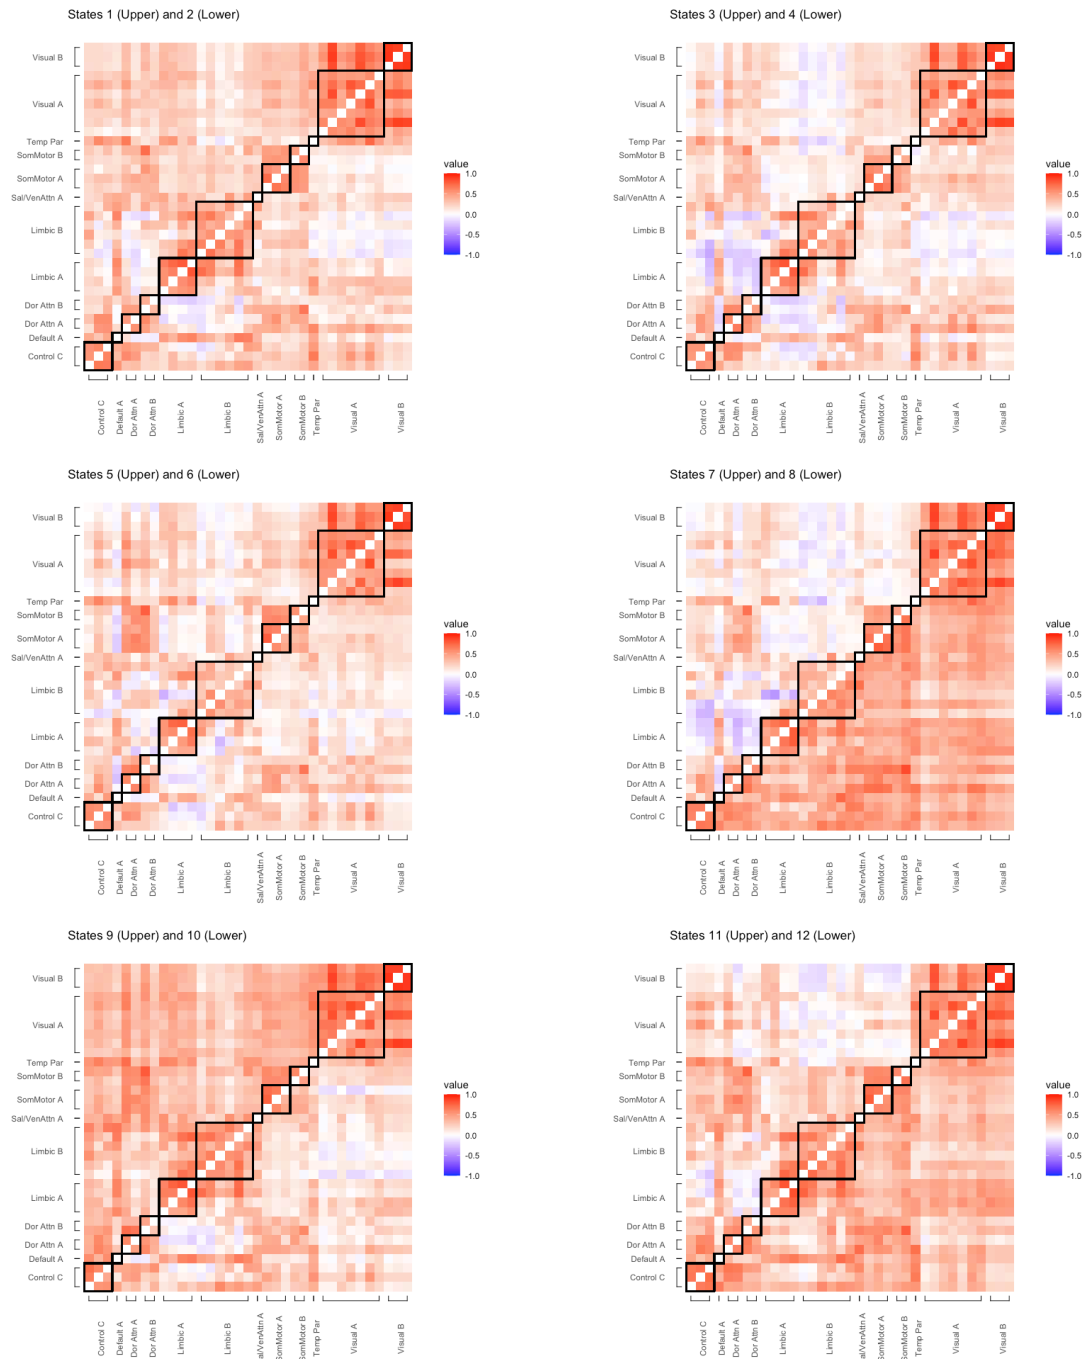 States 1 (Upper) and 2 (Lower)
Visual B
Visual A
Temp Par
SomMotor B
SomMotor A
Sal/VenAttn A
Limbic B
Limbic A
Dor Attn B
Dor Attn A
Default A
Control C
Control C
Default A
Dor Attn A
Dor Attn B
Limbic A
Limbic B
Sal/VenAttn A
SomMotor A
SomMotor B
Temp Par
Visual A
Visual B
value
1.0
0.5
0.0
-0.5
-1.0
States 3 (Upper) and 4 (Lower)
Visual B
Visual A
Temp Par
SomMotor B
SomMotor A
Sal/VenAttn A
Limbic B
Limbic A
Dor Attn B
Dor Attn A
Default A
Control C
Control C
Default A
Dor Attn A
Dor Attn B
Limbic A
Limbic B
Sal/VenAttn A
SomMotor A
SomMotor B
Temp Par
Visual A
Visual B
value
1.0
0.5
0.0
-0.5
-1.0
States 5 (Upper) and 6 (Lower)
Visual B
Visual A
Temp Par
SomMotor B
SomMotor A
Sal/VenAttn A
Limbic B
Limbic A
Dor Attn B
Dor Attn A
Default A
Control C
Control C
Default A
Dor Attn A
Dor Attn B
Limbic A
Limbic B
Sal/VenAttn A
SomMotor A
SomMotor B
Temp Par
Visual A
Visual B
value
1.0
0.5
0.0
-0.5
-1.0
States 7 (Upper) and 8 (Lower)
Visual B
Visual A
Temp Par
SomMotor B
SomMotor A
Sal/VenAttn A
Limbic B
Limbic A
Dor Attn B
Dor Attn A
Default A
Control C
Control C
Default A
Dor Attn A
Dor Attn B
Limbic A
Limbic B
Sal/VenAttn A
SomMotor A
SomMotor B
Temp Par
Visual A
Visual B
value
1.0
0.5
0.0
-0.5
-1.0
States 9 (Upper) and 10 (Lower)
Visual B
Visual A
Temp Par
SomMotor B
SomMotor A
Sal/VenAttn A
Limbic B
Limbic A
Dor Attn B
Dor Attn A
Default A
Control C
Control C
Default A
Dor Attn A
Dor Attn B
Limbic A
Limbic B
al/VenAttn A
SomMotor A
omMotor B
Temp Par
Visual A
Visual B
value
1.0
0.5
0.0
-0.5
-1.0
States 11 (Upper) and 12 (Lower)
Visual B
Visual A
Temp Par
SomMotor B
SomMotor A
Sal/VenAttn A
Limbic B
Limbic A
Dor Attn B
Dor Attn A
Default A
Control C
Control C
Default A
Dor Attn A
Dor Attn B
Limbic A
Limbic B
al/VenAttn A
SomMotor A
omMotor B
Temp Par
Visual A
Visual B
value
1.0
0.5
0.0
-0.5
-1.0